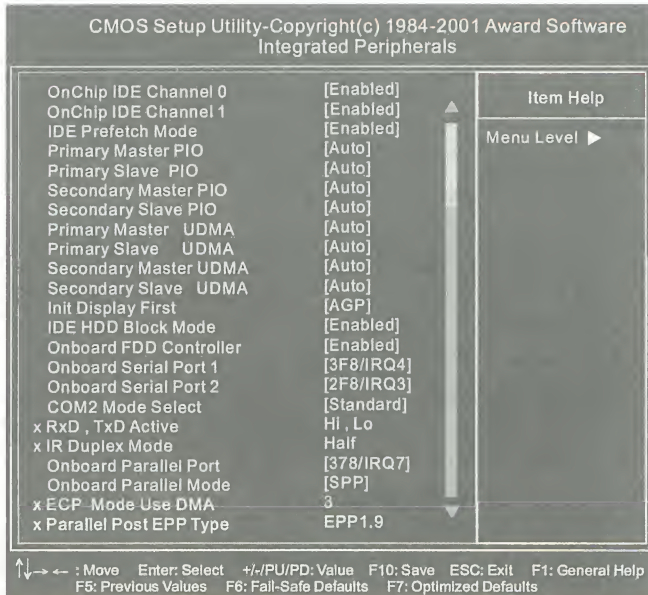 CMOS Setup Utility-Copyright(c) 1984-2001 Award Software
Integrated Peripherals
OnChip IDE Channel 0 [Enabled]
OnChip IDE Channel 1 [Enabled]
IDE Prefetch Mode [Enabled]
Primary Master PIO [Auto]
Primary Slave PIO [Auto]
Secondary Master PIO [Auto]
Secondary Slave PIO [Auto]
Primary Master UDMA [Auto]
Primary Slave UDMA [Auto]
Secondary Master UDMA [Auto]
Secondary Slave UDMA [Auto]
Init Display First [AGP]
IDE HDD Block Mode [Enabled]
Onboard FDD Controller [Enabled]
Onboard Serial Port 1 [3F8/IRQ4]
Onboard Serial Port 2 [2F8/IRQ3]
COM2 Mode Select [Standard]
x RxD , TxD Active Hi , Lo
x IR Duplex Mode Half
Onboard Parallel Port [378/IRQ7]
Onboard Parallel Mode [SPP]
x ECP Mode Use DMA 3
x Parallel Post EPP Type EPP1.9
Item Help
Menu Level ▶
↑↓→← : Move Enter: Select +/-/PU/PD: Value F10: Save ESC: Exit F1: General Help
F5: Previous Values F6: Fail-Safe Defaults F7: Optimized Defaults